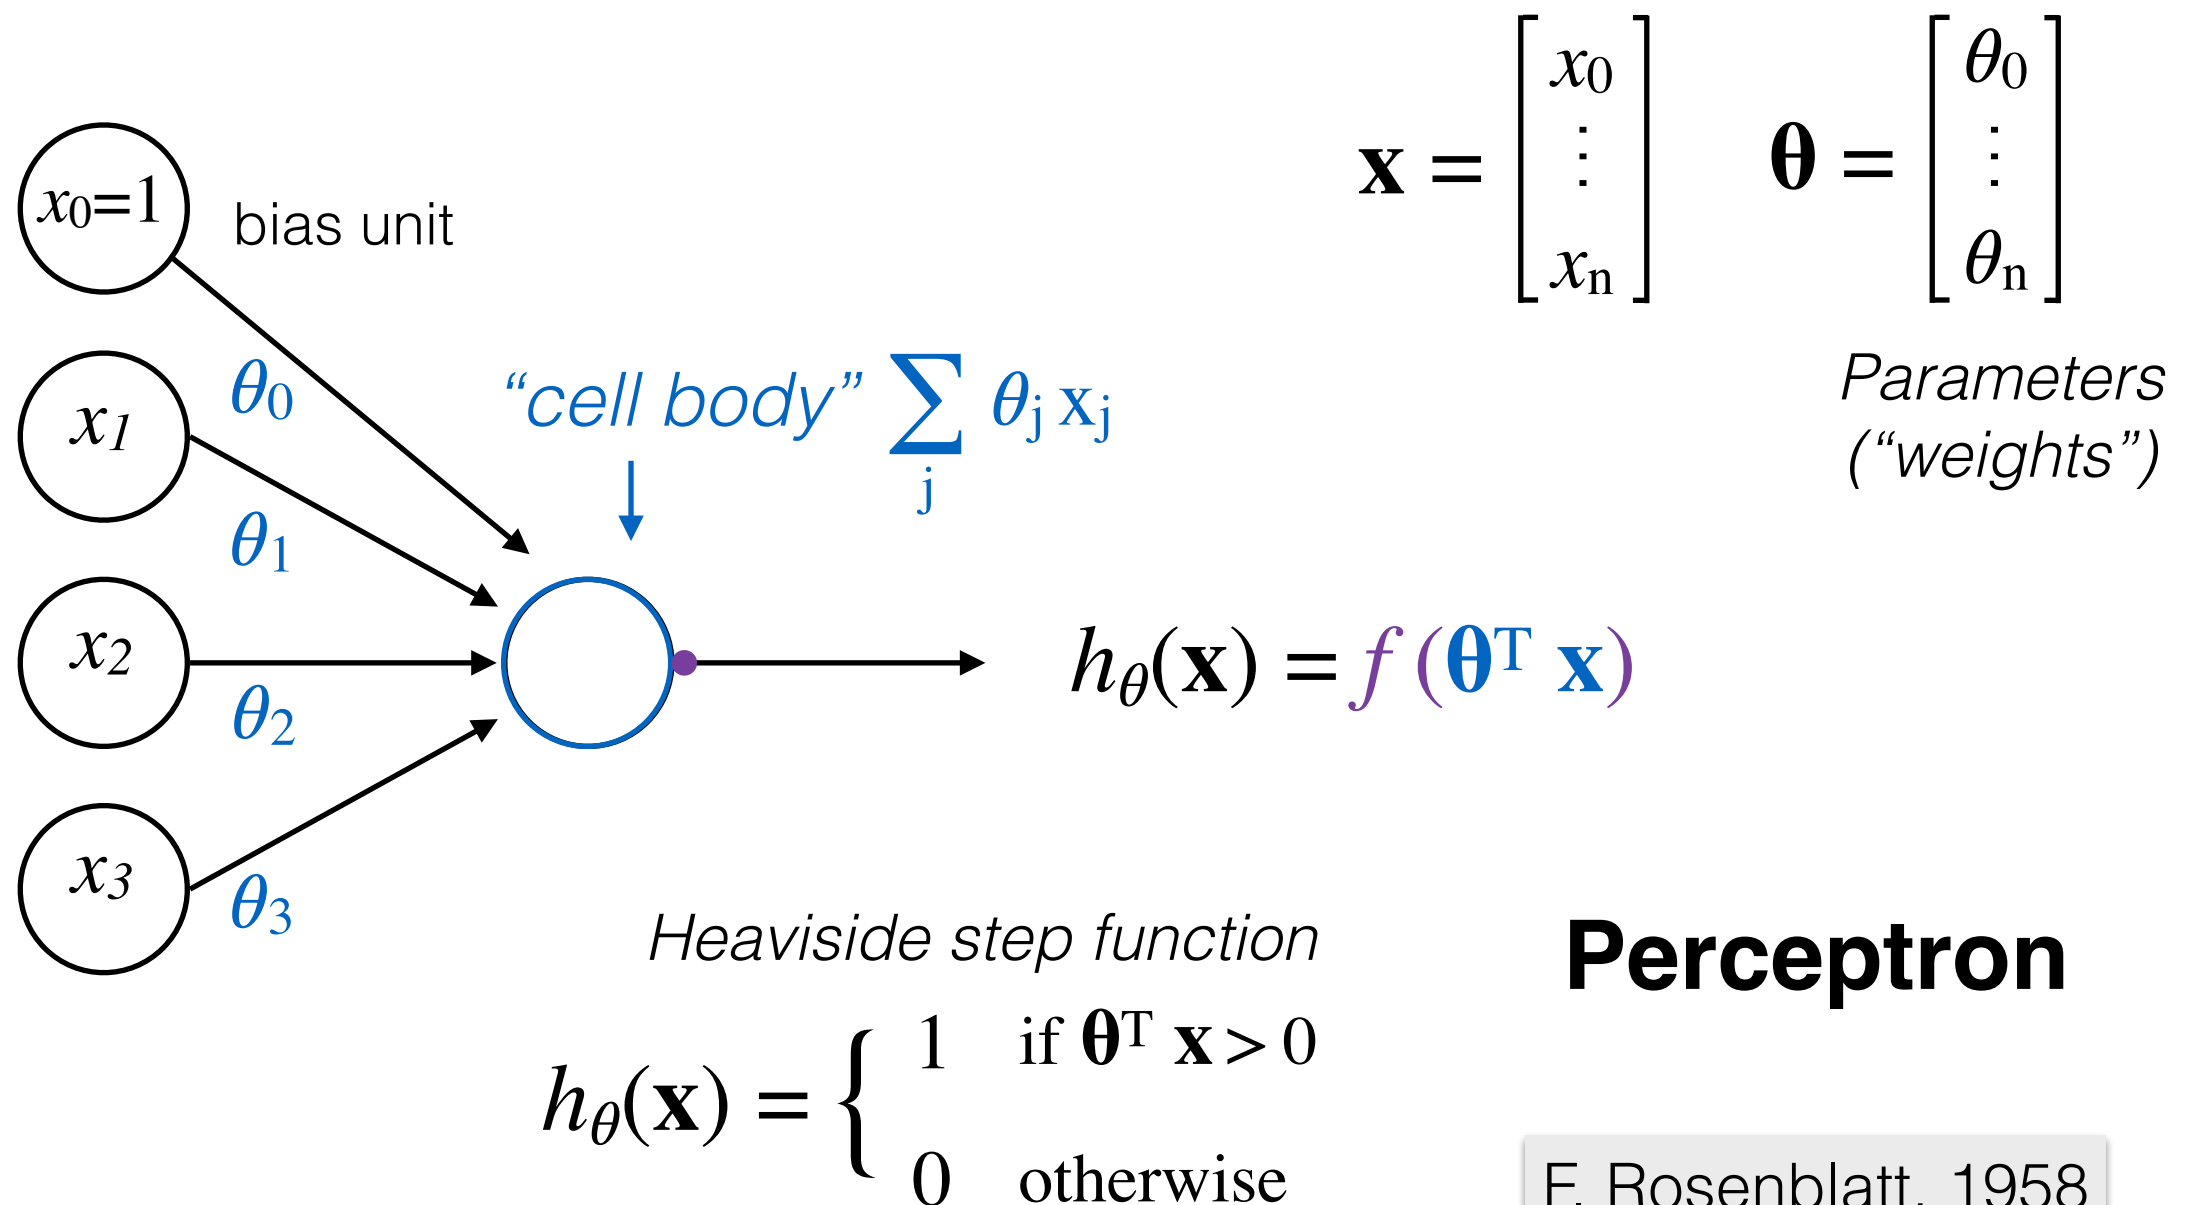 x₀=1
bias unit
x₁
x₂
x₃
θ₀
θ₁
θ₂
θ₃
“cell body” ∑ θⱼ xⱼ
j
x = [x₀ ⋮ xₙ] θ = [θ₀ ⋮ θₙ]
Parameters
(“weights”)
h_θ(x) = f (θᵀ x)
Heaviside step function
h_θ(x) = { 1 if θᵀ x > 0
0 otherwise
Perceptron
F. Rosenblatt, 1958